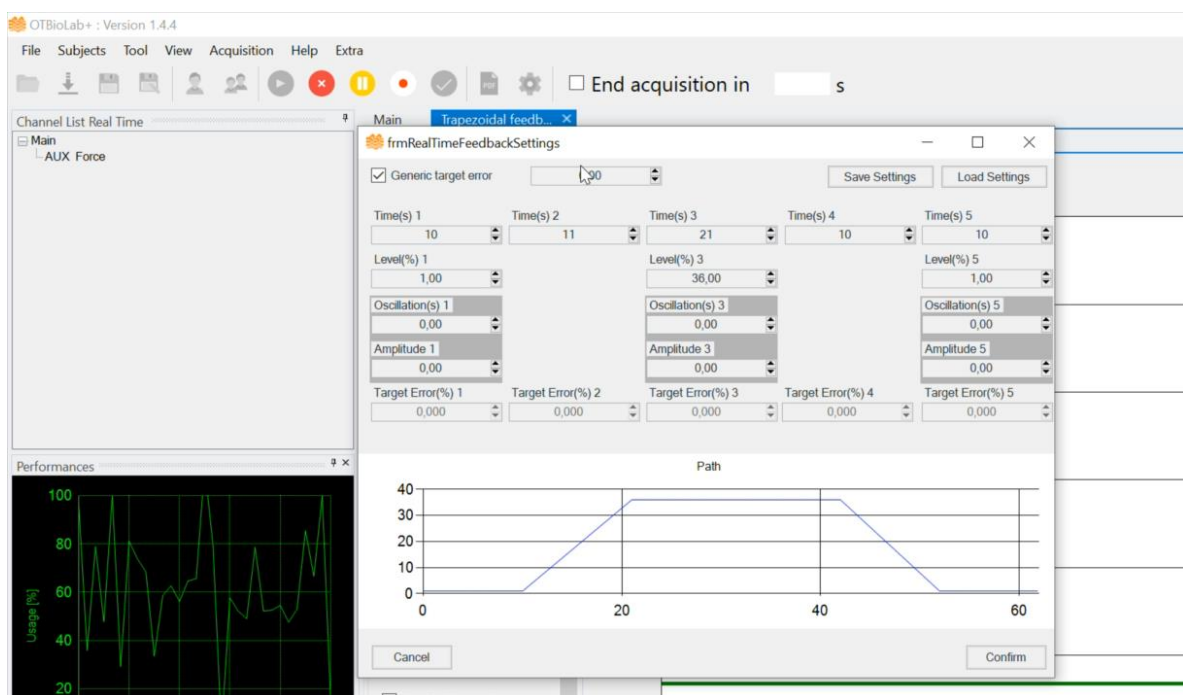 OTBioLab+ : Version 1.4.4
File Subjects Tool View Acquisition Help Extra
PDF End acquisition in s
Channel List Real Time
Main
AUX Force
Main Trapezoidal feedb...
frmRealTimeFeedbackSettings
Generic target error Save Settings Load Settings
Time(s) 1 Time(s) 2 Time(s) 3 Time(s) 4 Time(s) 5
10 11 21 10 10
Level(%) 1 Level(%) 3 Level(%) 5
1,00 36,00 1,00
Oscillation(s) 1 Oscillation(s) 3 Oscillation(s) 5
0,00 0,00 0,00
Amplitude 1 Amplitude 3 Amplitude 5
0,00 0,00 0,00
Target Error(%) 1 Target Error(%) 2 Target Error(%) 3 Target Error(%) 4 Target Error(%) 5
0,000 0,000 0,000 0,000 0,000
Performances
100
80
60
40
20
Usage [%]
Path
40
30
20
10
0
0 20 40 60
Cancel Confirm